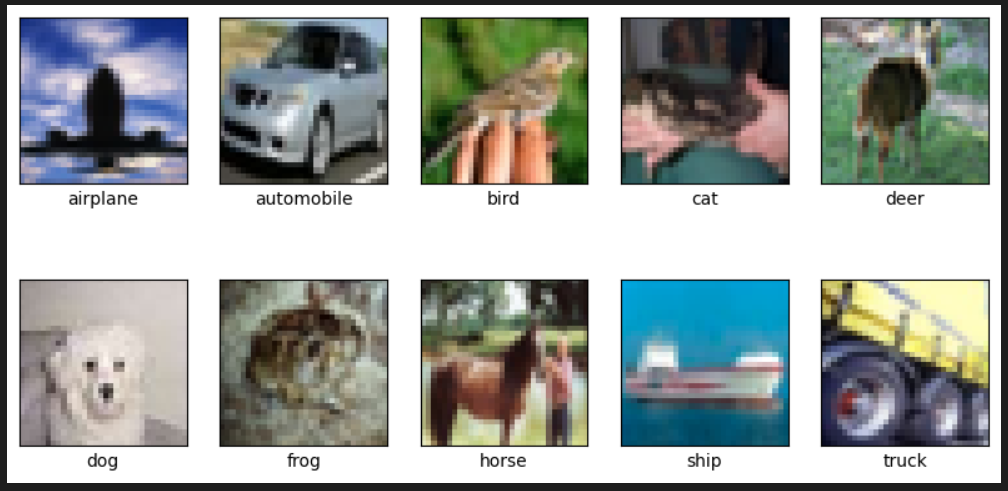 airplane automobile bird cat deer
dog frog horse ship truck